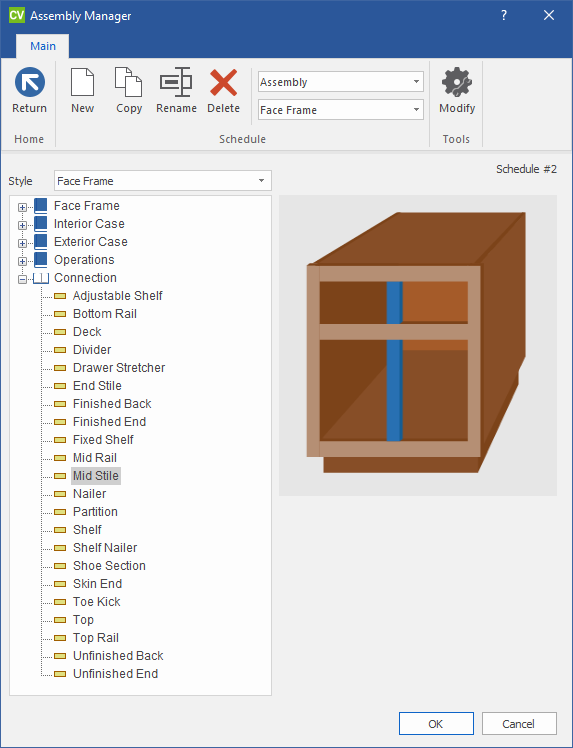 CV Assembly Manager ?
Main
Return New Copy Rename Delete Modify
Assembly
Face Frame
Home Schedule Tools
Schedule #2
Style Face Frame
Face Frame
Interior Case
Exterior Case
Operations
Connection
Adjustable Shelf
Bottom Rail
Deck
Divider
Drawer Stretcher
End Stile
Finished Back
Finished End
Fixed Shelf
Mid Rail
Mid Stile
Nailer
Partition
Shelf
Shelf Nailer
Shoe Section
Skin End
Toe Kick
Top
Top Rail
Unfinished Back
Unfinished End
OK Cancel